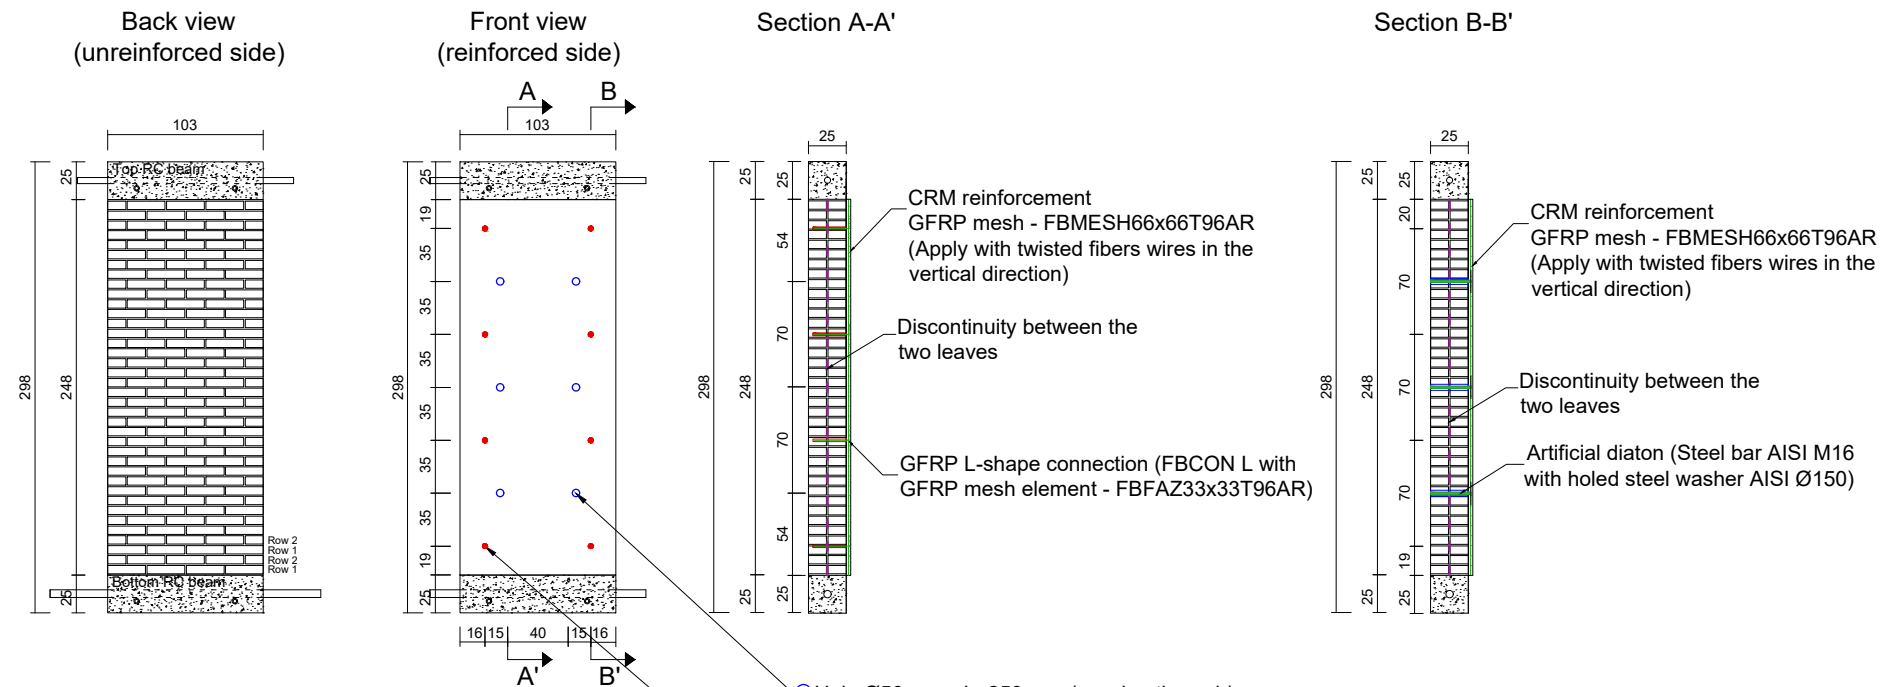 Back view
(unreinforced side)
Front view
(reinforced side)
Section A-A'
Section B-B'
A
B
103
103
25
25
298
25
248
25
Top RC beam
Row 2
Row 1
Row 2
Row 1
Bottom RC beam
298
25
19
35
35
35
35
35
35
19
25
16
15
40
15
16
A'
B'
298
25
248
25
25
54
70
70
54
25
CRM reinforcement
GFRP mesh - FBMESH66x66T96AR
(Apply with twisted fibers wires in the
vertical direction)
Discontinuity between the
two leaves
GFRP L-shape connection (FBCON L with
GFRP mesh element - FBFAZ33x33T96AR)
298
25
248
25
25
20
70
70
70
19
25
CRM reinforcement
GFRP mesh - FBMESH66x66T96AR
(Apply with twisted fibers wires in the
vertical direction)
Discontinuity between the
two leaves
Artificial diaton (Steel bar AISI M16
with holed steel washer AISI Ø150)